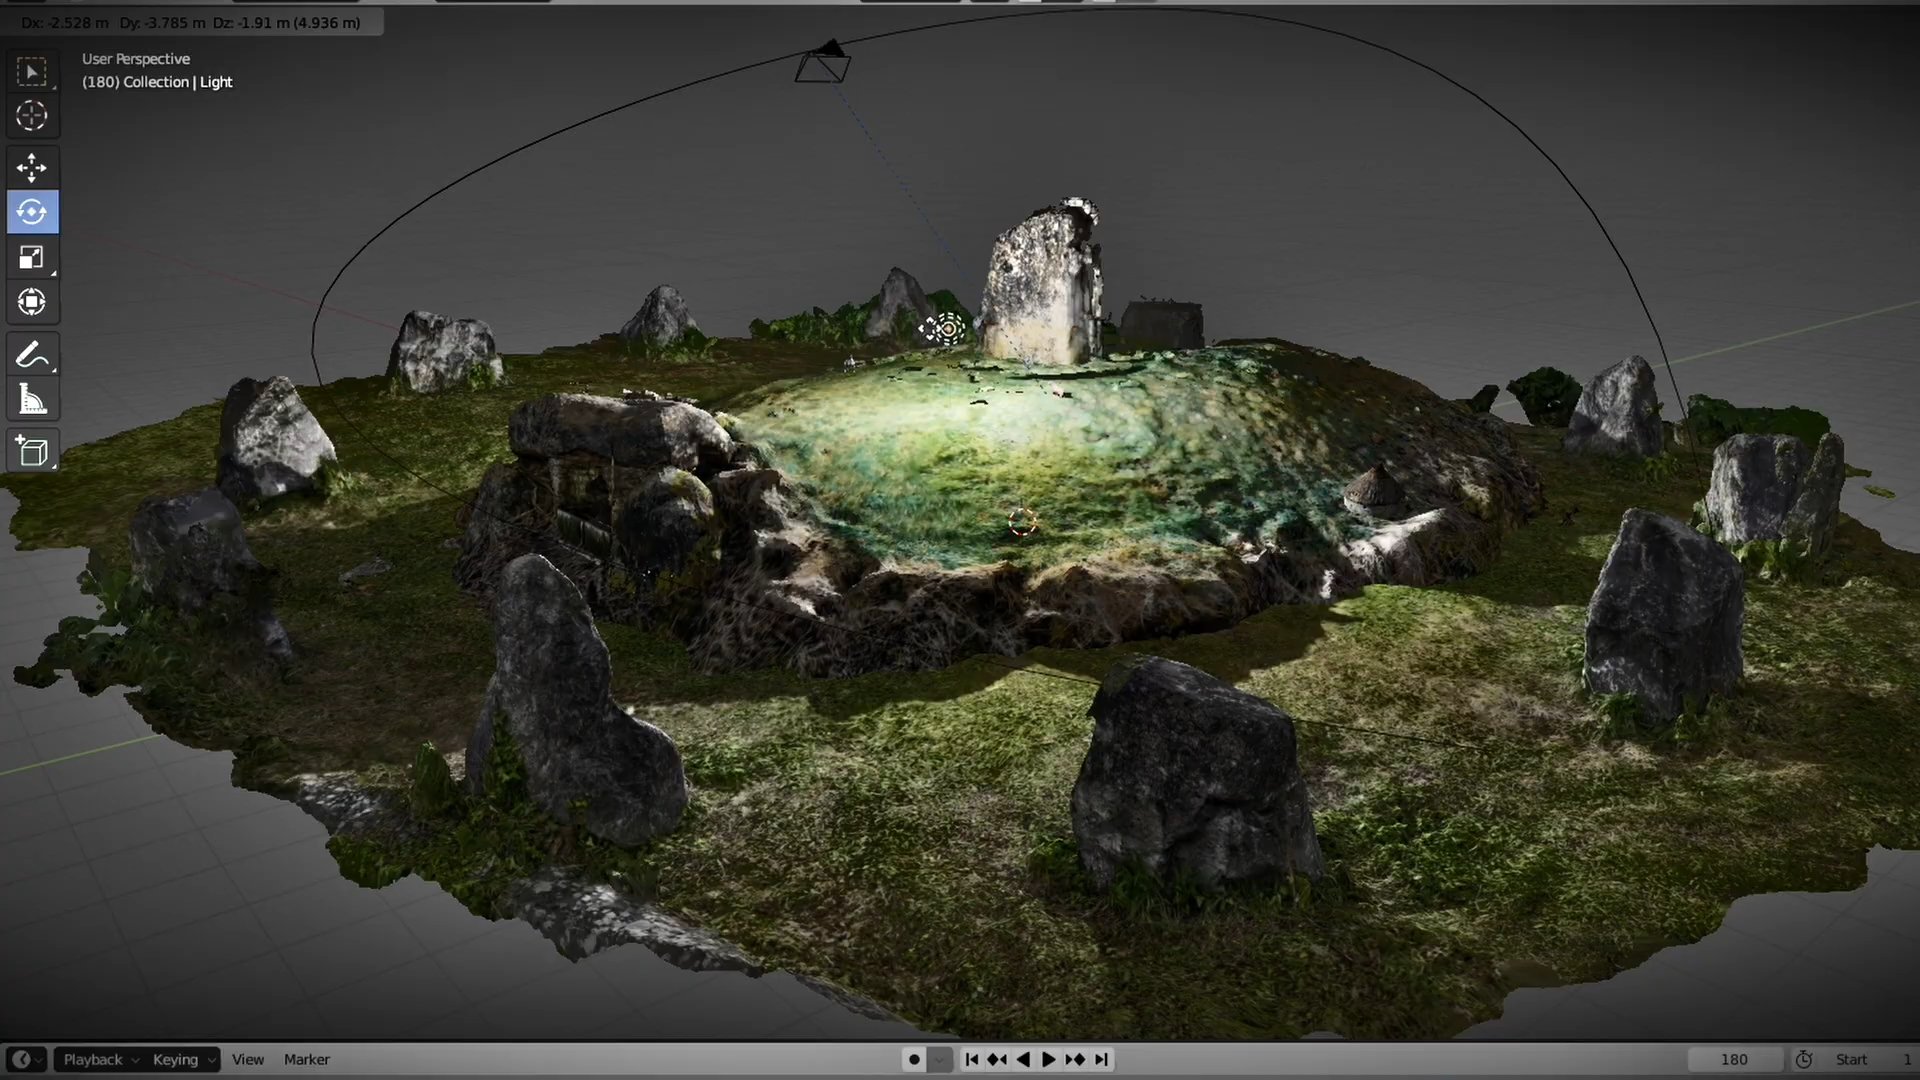 Dx: -2.528 m Dy: -3.785 m Dz: -1.91 m (4.936 m)
User Perspective
(180) Collection | Light
Playback Keying View Marker 180 Start 1